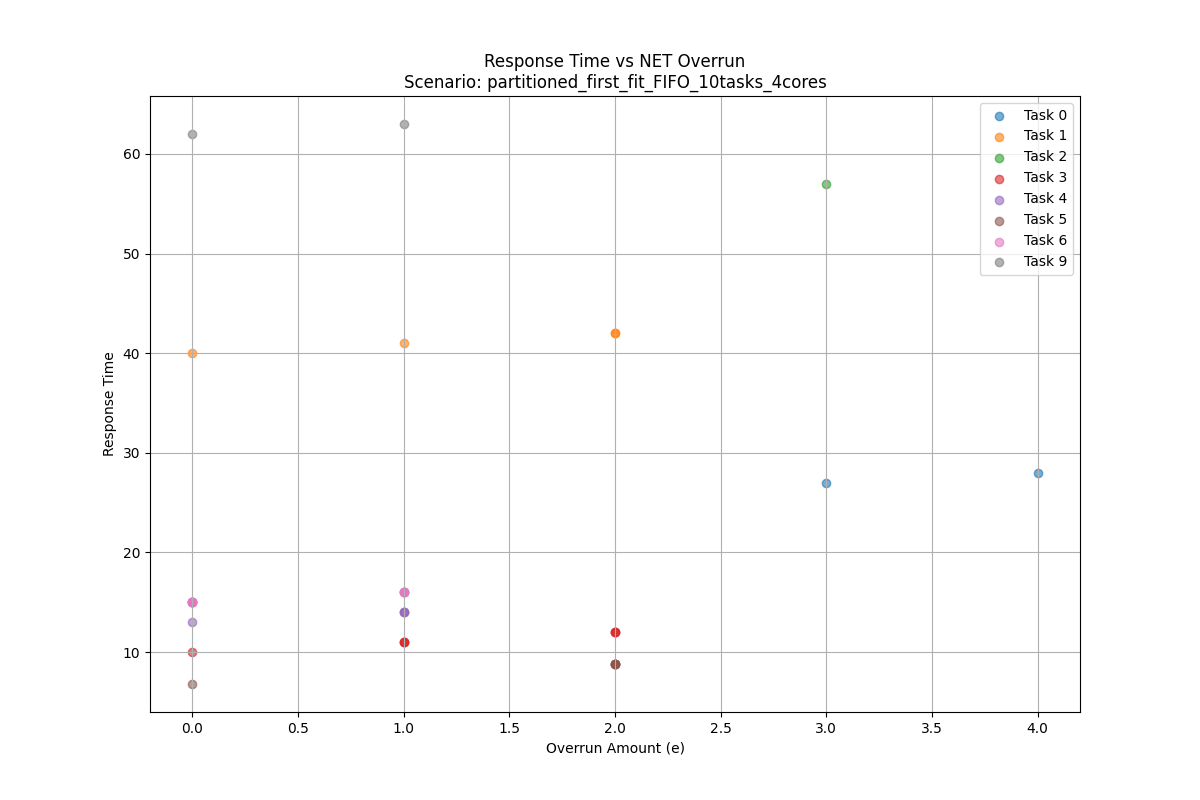 Response Time vs NET Overrun
Scenario: partitioned_first_fit_FIFO_10tasks_4cores
Task 0
Task 1
Task 2
Task 3
Task 4
Task 5
Task 6
Task 9
Response Time
60
50
40
30
20
10
0.0 0.5 1.0 1.5 2.0 2.5 3.0 3.5 4.0
Overrun Amount (e)